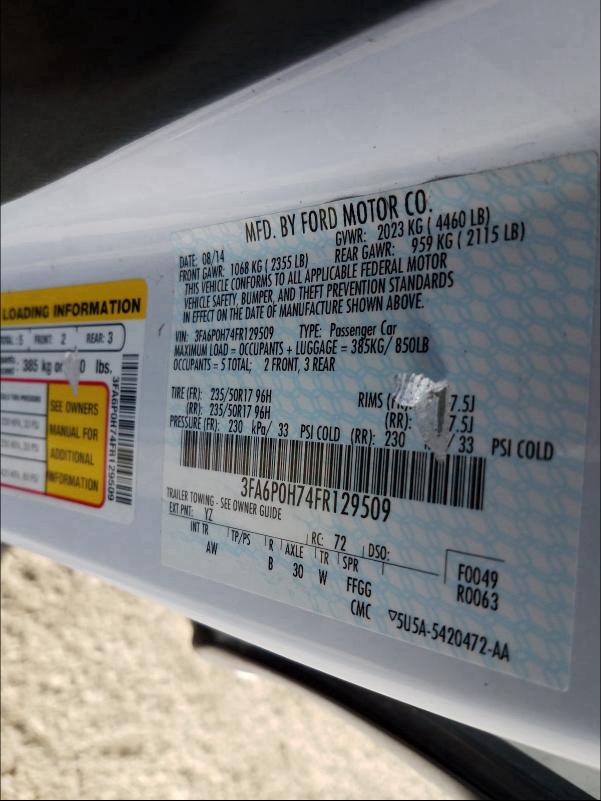 MFD. BY FORD MOTOR CO.
DATE: 08/14 GVWR: 2023 KG ( 4460 LB)
FRONT GAWR: 1068 KG ( 2355 LB) REAR GAWR: 959 KG ( 2115 LB)
THIS VEHICLE CONFORMS TO ALL APPLICABLE FEDERAL MOTOR
VEHICLE SAFETY, BUMPER, AND THEFT PREVENTION STANDARDS
IN EFFECT ON THE DATE OF MANUFACTURE SHOWN ABOVE.
VIN: 3FA6P0H74FR129509 TYPE: Passenger Car
MAXIMUM LOAD = OCCUPANTS + LUGGAGE = 385KG/ 850LB
OCCUPANTS = 5 TOTAL; 2 FRONT, 3 REAR
TIRE (FR): 235/50R17 96H RIMS 7.5J
(RR): 235/50R17 96H (RR): 7.5J
PRESSURE (FR): 230 kPa/ 33 PSI COLD (RR): 230 / 33 PSI COLD
3FA6P0H74FR129509
TRAILER TOWING - SEE OWNER GUIDE
EXT PNT: YZ RC: 72 DSO:
INT TR TP/PS R AXLE TR SPR
AW B 30 W FFGG
F0049
R0063
CMC ▽5U5A-5420472-AA
LOADING INFORMATION
: 5 FRONT: 2 REAR: 3
385 kg or lbs.
SEE OWNERS
MANUAL FOR
ADDITIONAL
INFORMATION
3FA6P0H74FR129509